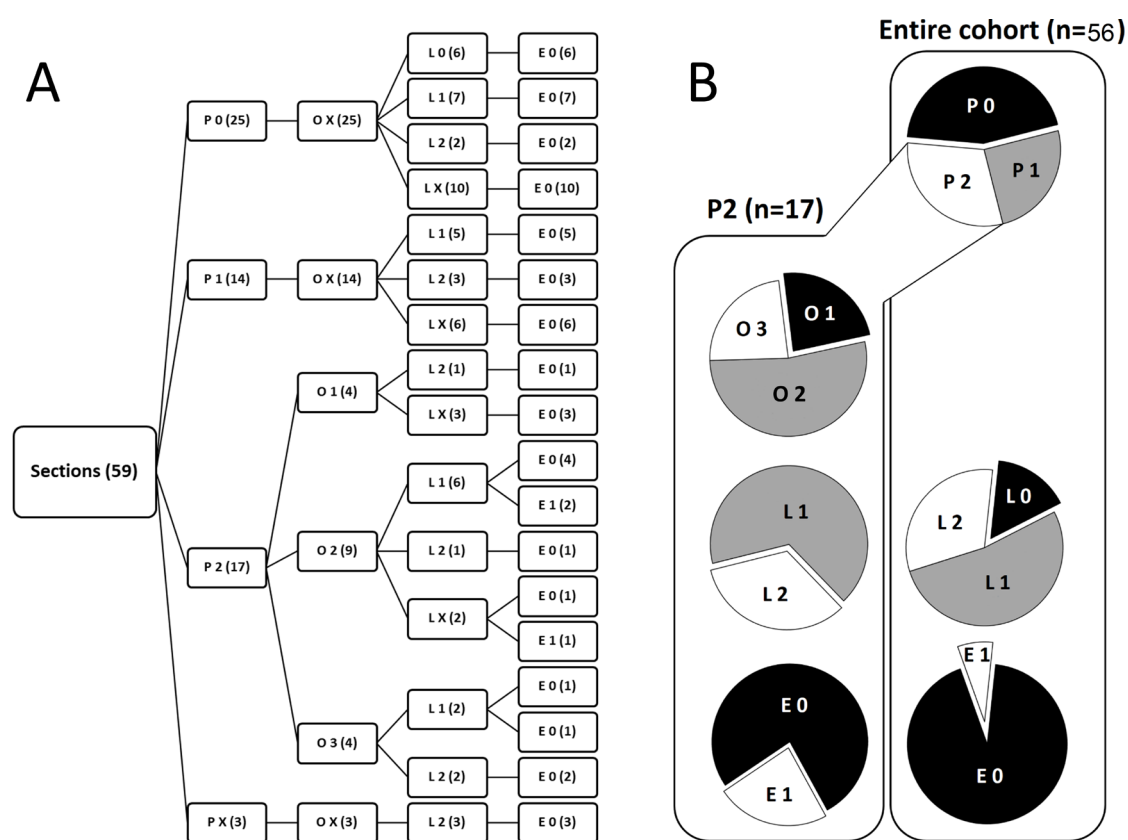 A
Sections (59)
P 0 (25)
P 1 (14)
P 2 (17)
P X (3)
O X (25)
O X (14)
O 1 (4)
O 2 (9)
O 3 (4)
O X (3)
L 0 (6)
L 1 (7)
L 2 (2)
L X (10)
L 1 (5)
L 2 (3)
L X (6)
L 2 (1)
L X (3)
L 1 (6)
L 2 (1)
L X (2)
L 1 (2)
L 2 (2)
L 2 (3)
E 0 (6)
E 0 (7)
E 0 (2)
E 0 (10)
E 0 (5)
E 0 (3)
E 0 (6)
E 0 (1)
E 0 (3)
E 0 (4)
E 1 (2)
E 0 (1)
E 0 (1)
E 1 (1)
E 0 (1)
E 0 (1)
E 0 (2)
E 0 (3)
B
Entire cohort (n=56)
P 0
P 1
P 2
P2 (n=17)
O 1
O 3
O 2
L 1
L 2
L 0
L 2
L 1
E 0
E 1
E 1
E 0